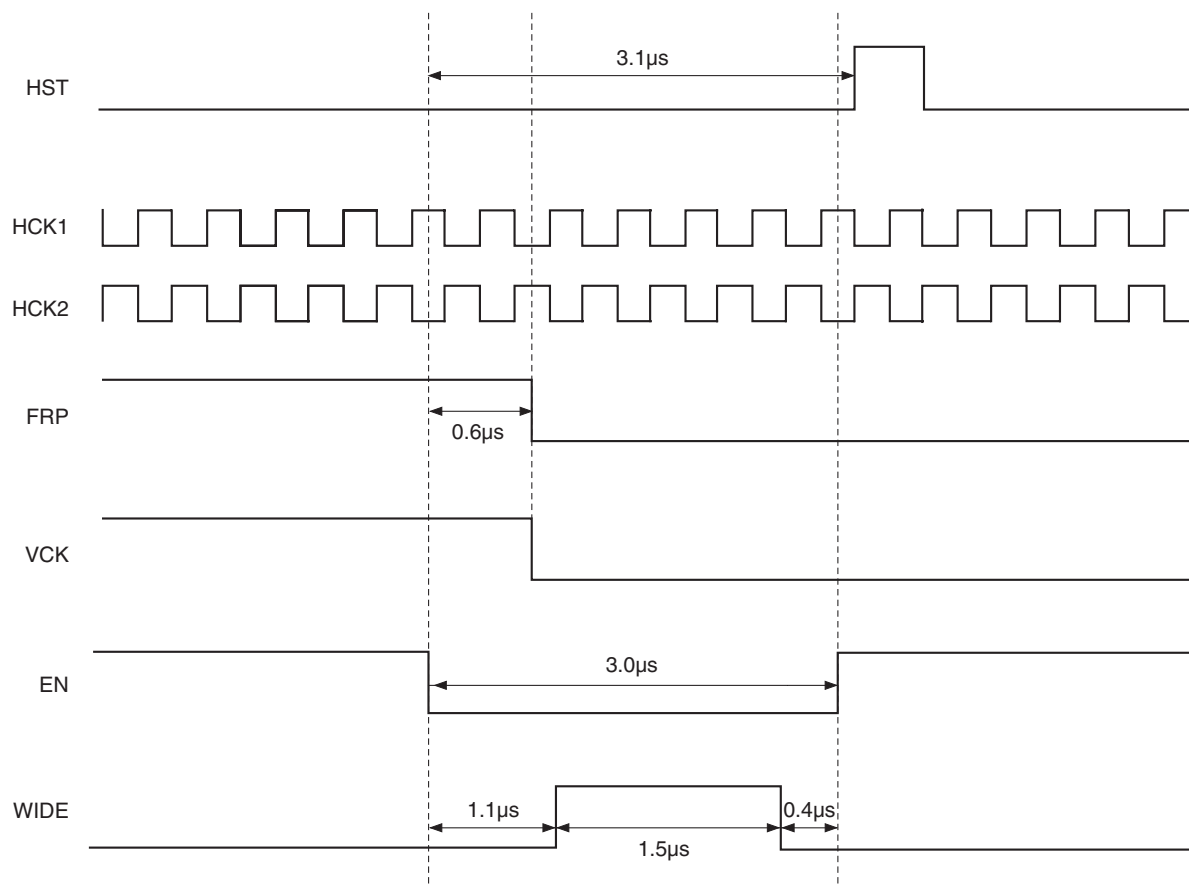 HST
3.1µs
HCK1
HCK2
FRP
0.6µs
VCK
EN
3.0µs
WIDE
1.1µs
0.4µs
1.5µs